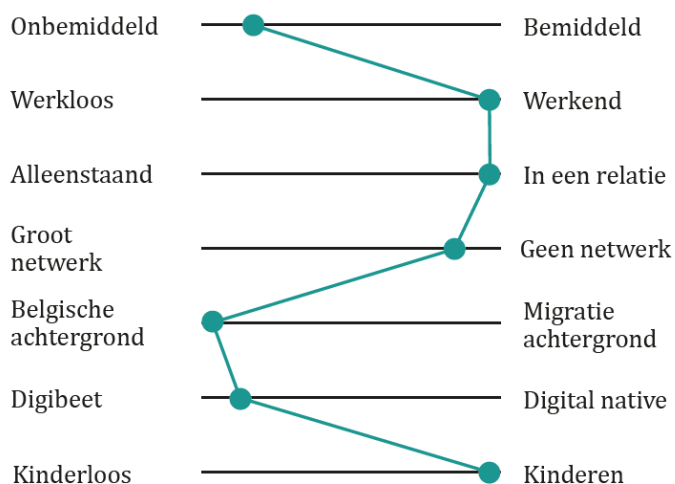 Onbemiddeld
Bemiddeld
Werkloos
Werkend
Alleenstaand
In een relatie
Groot
netwerk
Geen netwerk
Belgische
achtergrond
Migratie
achtergrond
Digibeet
Digital native
Kinderloos
Kinderen